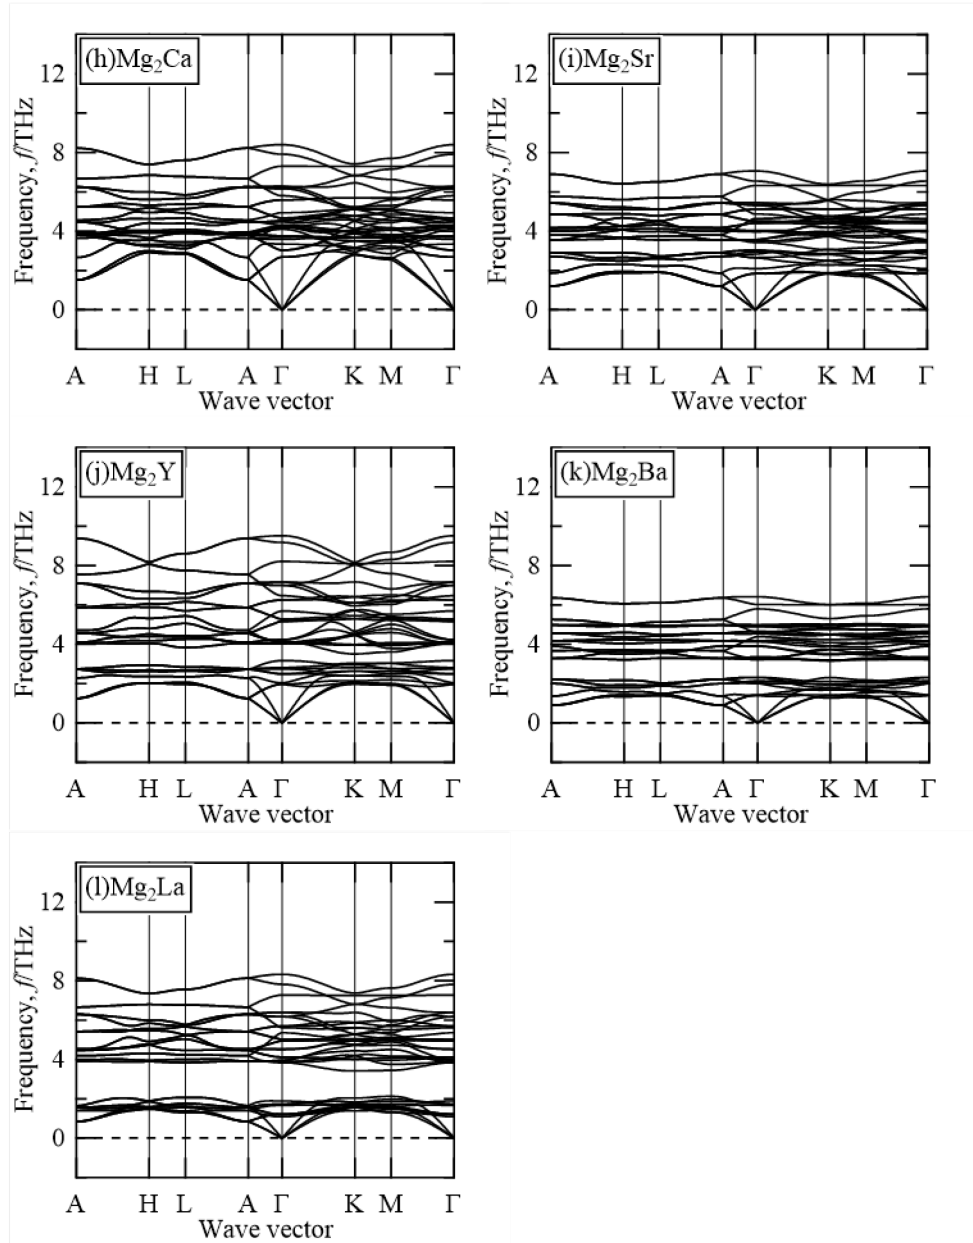 (h)Mg₂Ca
Frequency, f/THz
12
8
4
0
A H L A Γ K M Γ
Wave vector
(i)Mg₂Sr
Frequency, f/THz
12
8
4
0
A H L A Γ K M Γ
Wave vector
(j)Mg₂Y
Frequency, f/THz
12
8
4
0
A H L A Γ K M Γ
Wave vector
(k)Mg₂Ba
Frequency, f/THz
12
8
4
0
A H L A Γ K M Γ
Wave vector
(l)Mg₂La
Frequency, f/THz
12
8
4
0
A H L A Γ K M Γ
Wave vector